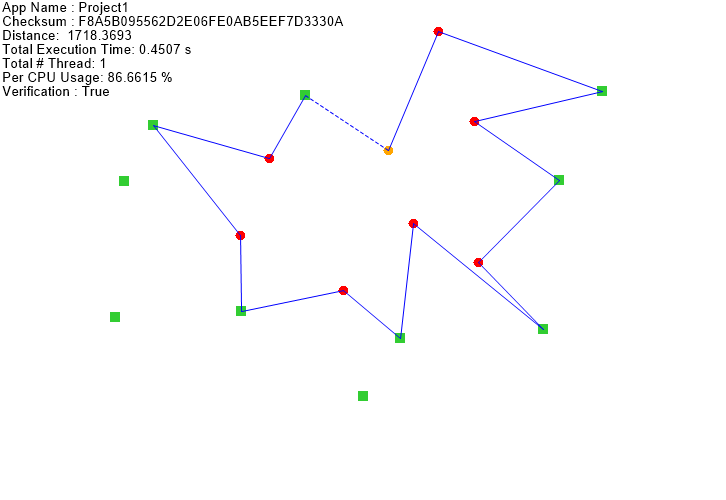 App Name : Project1
Checksum : F8A5B095562D2E06FE0AB5EEF7D3330A
Distance:  1718.3693
Total Execution Time: 0.4507 s
Total # Thread: 1
Per CPU Usage: 86.6615 %
Verification : True